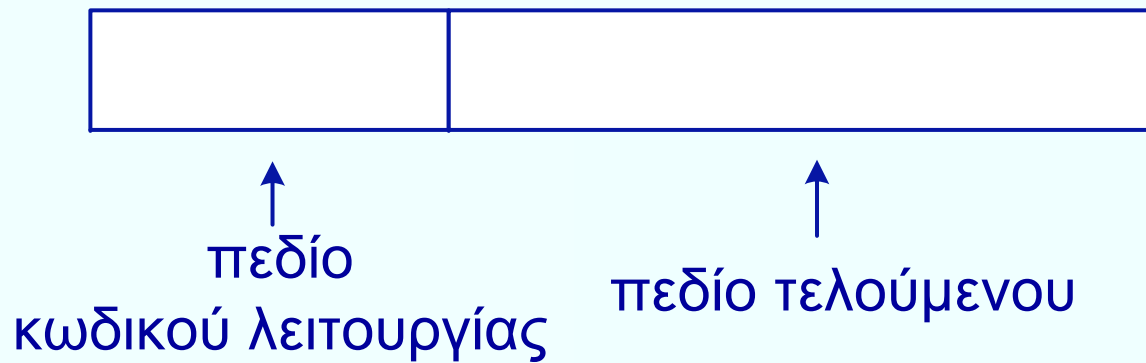 πεδίο
κωδικού λειτουργίας
πεδίο τελούμενου